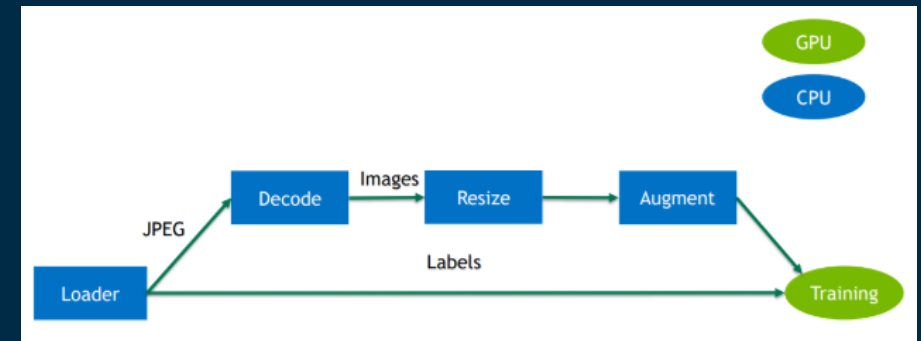 GPU
CPU
Images
Decode
Resize
Augment
JPEG
Labels
Loader
Training